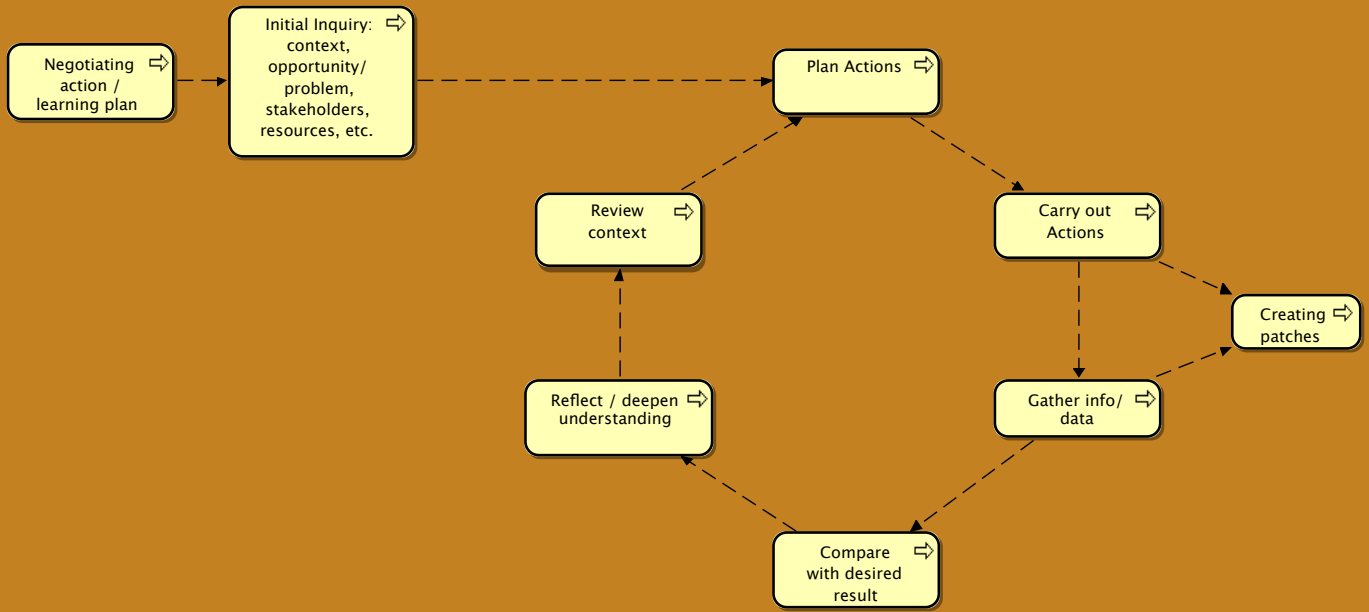 Negotiating
action /
learning plan
Initial Inquiry:
context,
opportunity/
problem,
stakeholders,
resources, etc.
Plan Actions
Review
context
Carry out
Actions
Creating
patches
Reflect / deepen
understanding
Gather info/
data
Compare
with desired
result